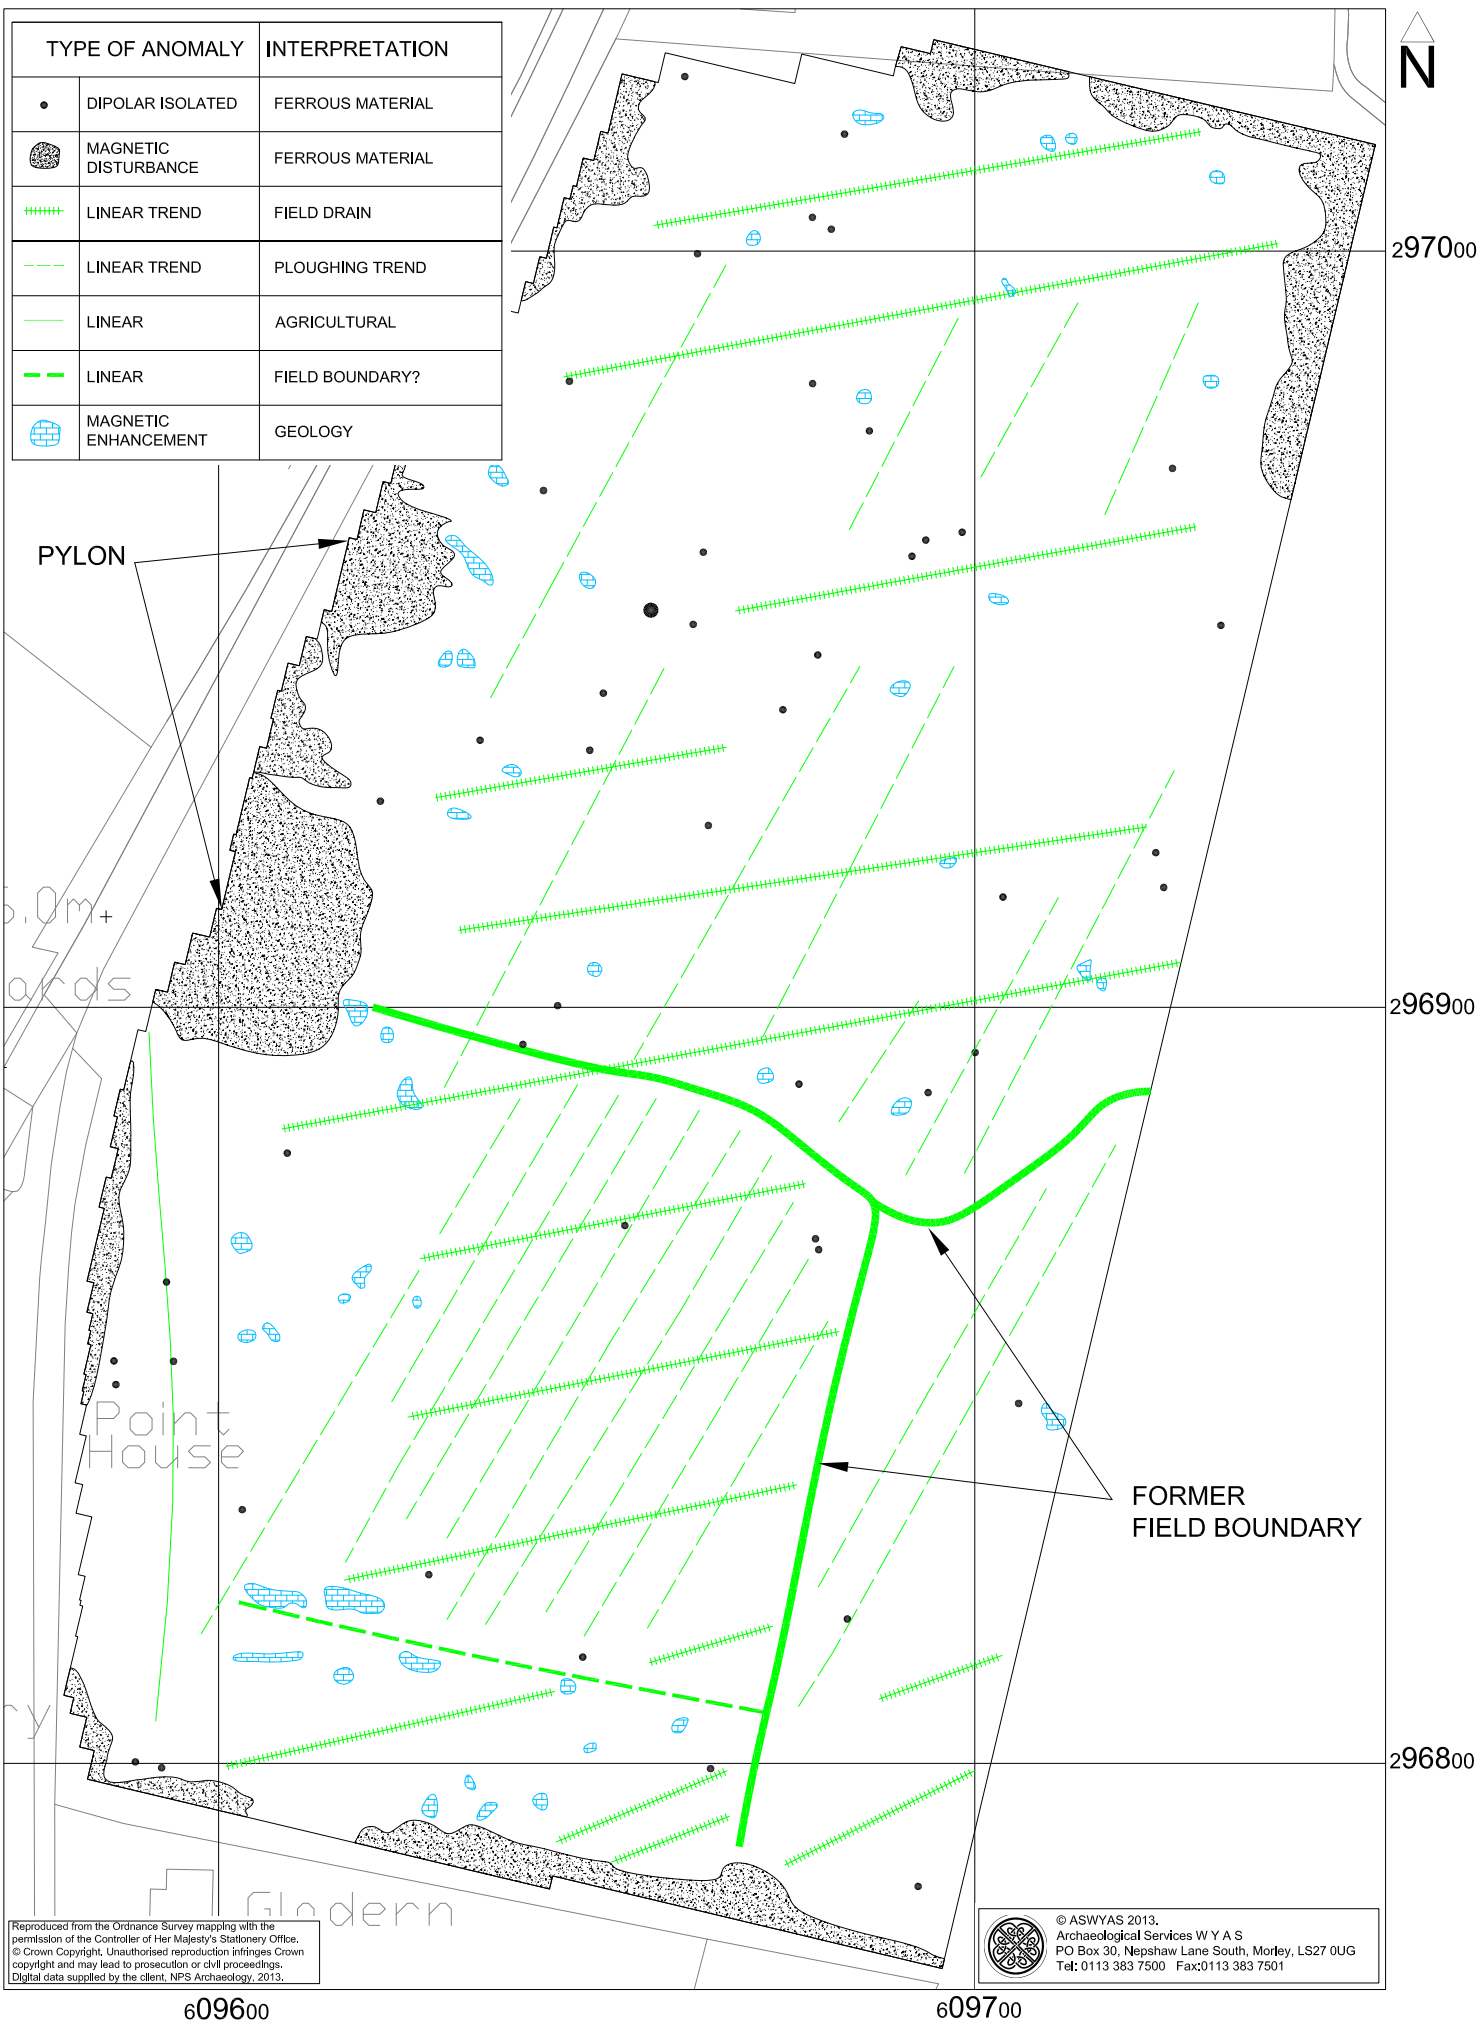 TYPE OF ANOMALY INTERPRETATION
DIPOLAR ISOLATED FERROUS MATERIAL
MAGNETIC
DISTURBANCE
FERROUS MATERIAL
LINEAR TREND FIELD DRAIN
LINEAR TREND PLOUGHING TREND
LINEAR AGRICULTURAL
LINEAR FIELD BOUNDARY?
MAGNETIC
ENHANCEMENT
GEOLOGY
N
297000
PYLON
5.0m+
ards
296900
Point
House
FORMER
FIELD BOUNDARY
ry
296800
Glodern
Reproduced from the Ordnance Survey mapping with the
permission of the Controller of Her Majesty's Stationery Office.
© Crown Copyright. Unauthorised reproduction infringes Crown
copyright and may lead to prosecution or civil proceedings.
Digital data supplied by the client, NPS Archaeology, 2013.
© ASWYAS 2013.
Archaeological Services W Y A S
PO Box 30, Nepshaw Lane South, Morley, LS27 0UG
Tel: 0113 383 7500 Fax:0113 383 7501
609600
609700